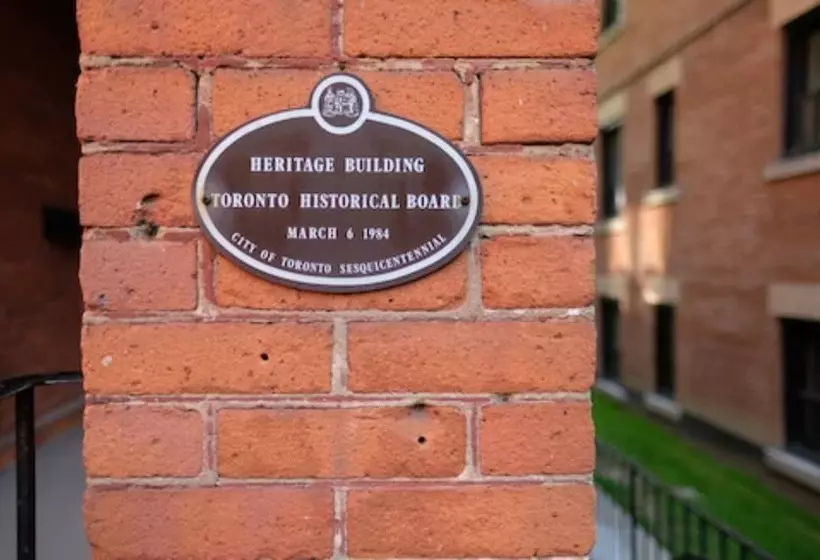 HERITAGE BUILDING
TORONTO HISTORICAL BOARD
MARCH 6 1984
CITY OF TORONTO SESQUICENTENNIAL